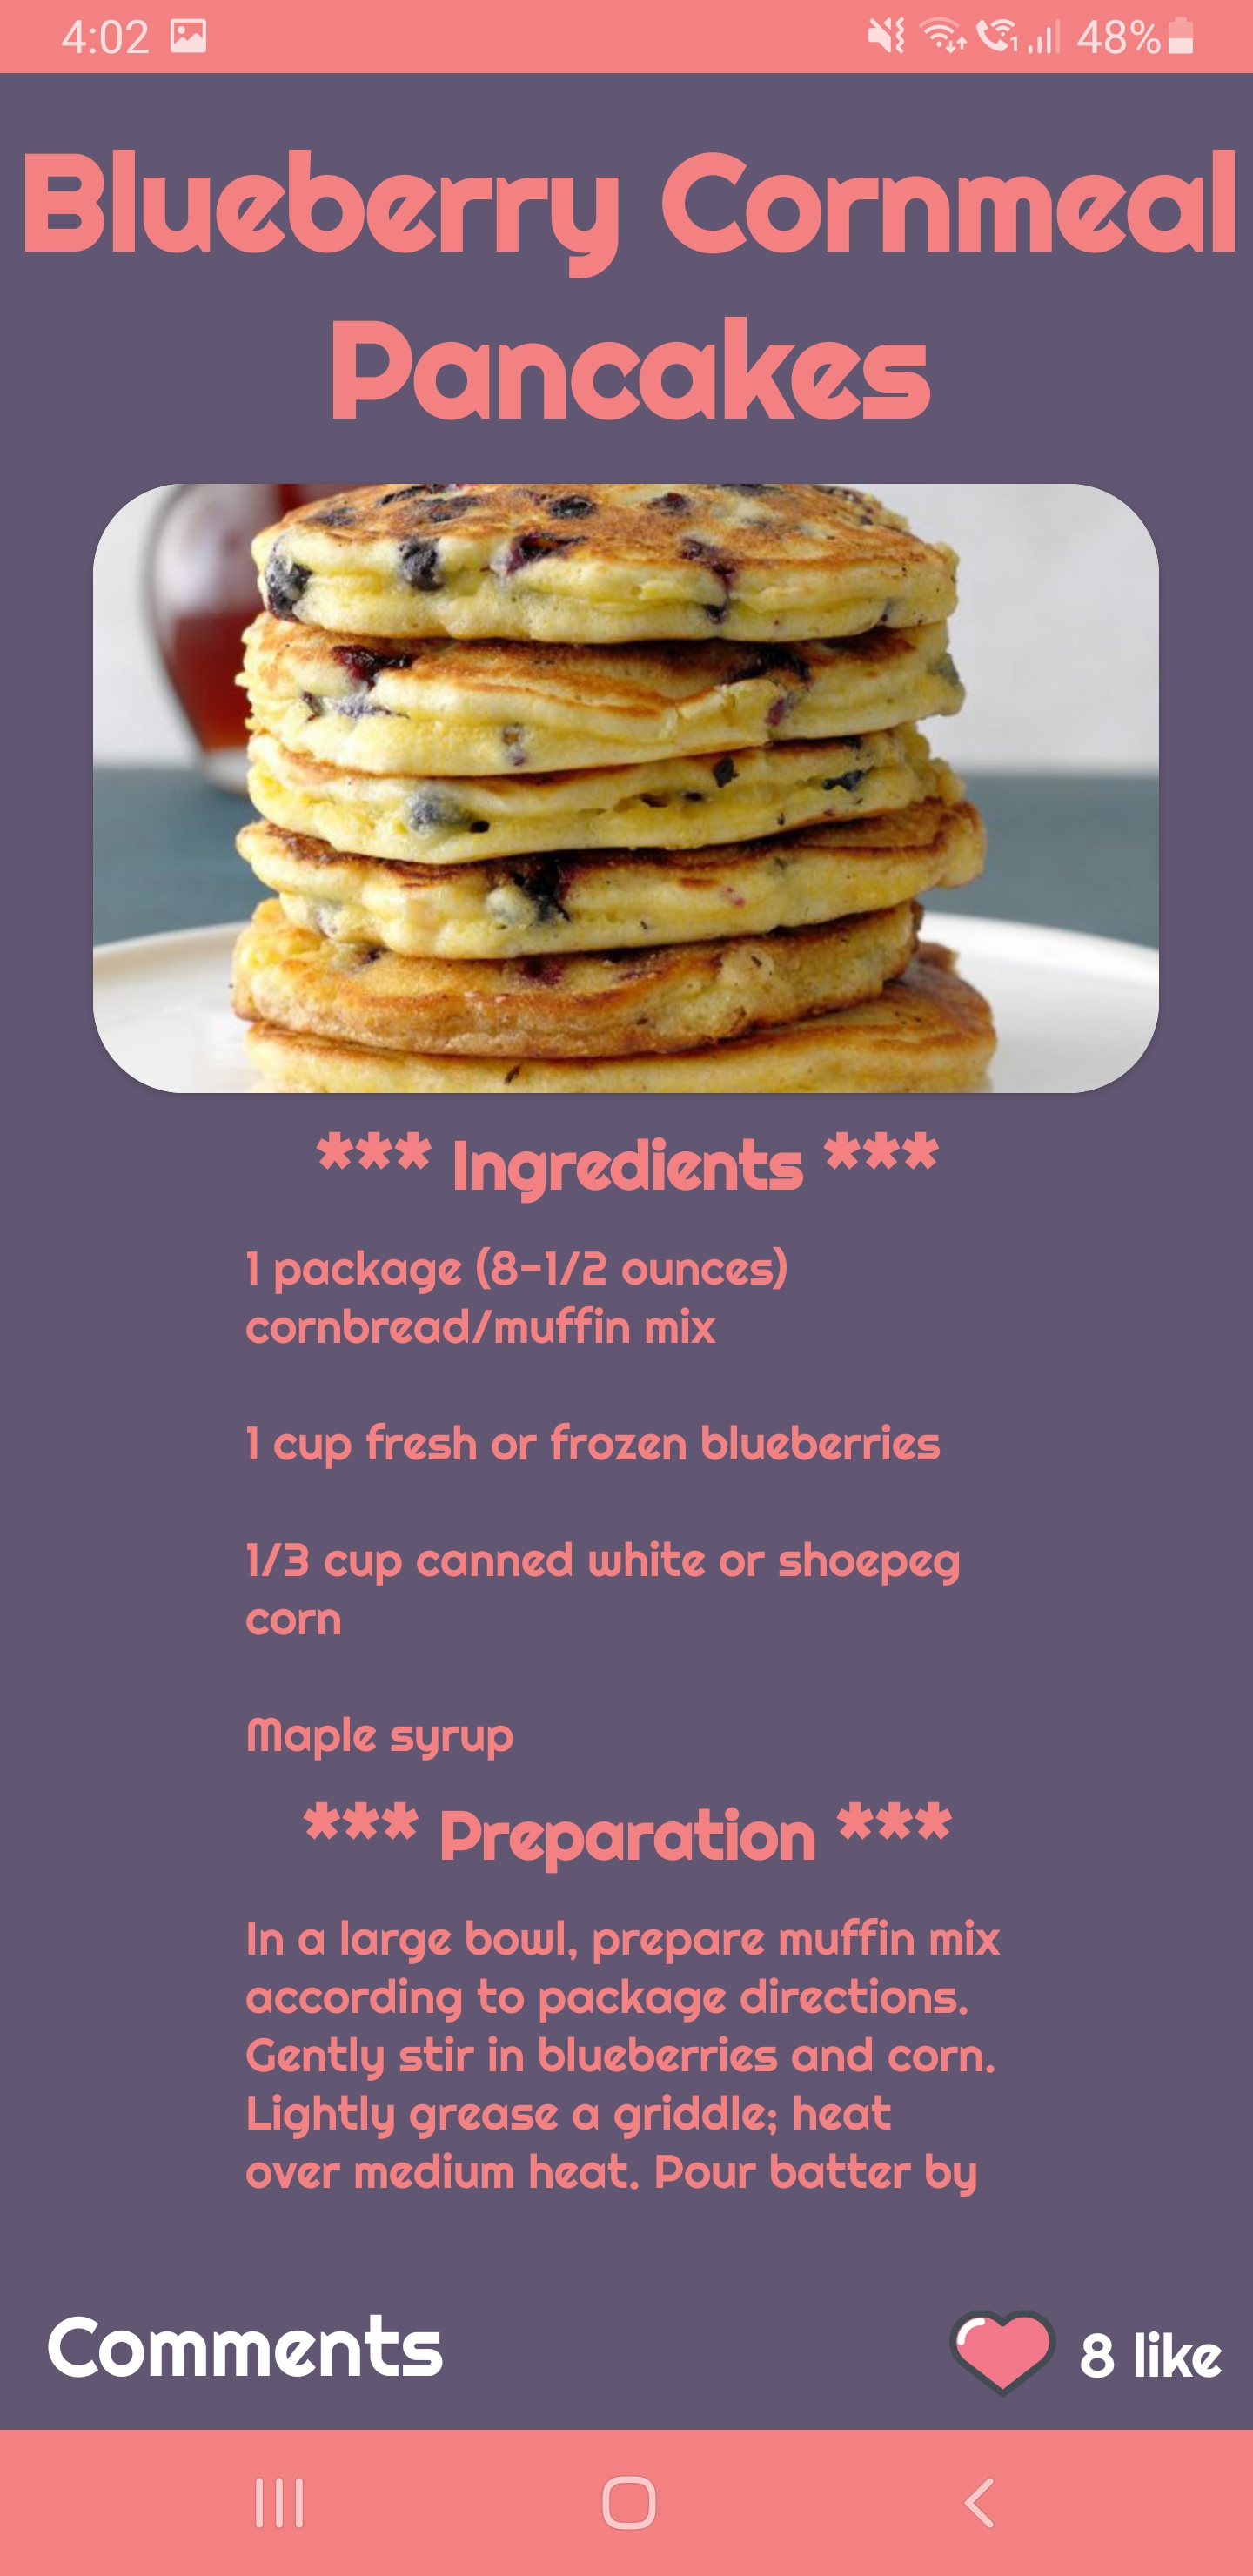 4:02 48%
Blueberry Cornmeal
Pancakes
*** Ingredients ***
1 package (8-1/2 ounces)
cornbread/muffin mix
1 cup fresh or frozen blueberries
1/3 cup canned white or shoepeg
corn
Maple syrup
*** Preparation ***
In a large bowl, prepare muffin mix
according to package directions.
Gently stir in blueberries and corn.
Lightly grease a griddle; heat
over medium heat. Pour batter by
Comments 8 like